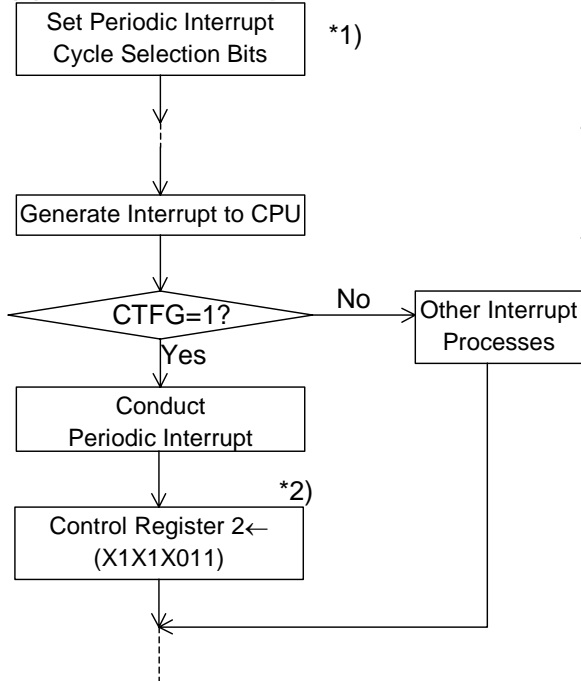 Set Periodic Interrupt
Cycle Selection Bits
*1)
Generate Interrupt to CPU
CTFG=1?
No
Other Interrupt
Processes
Yes
Conduct
Periodic Interrupt
*2)
Control Register 2←
(X1X1X011)